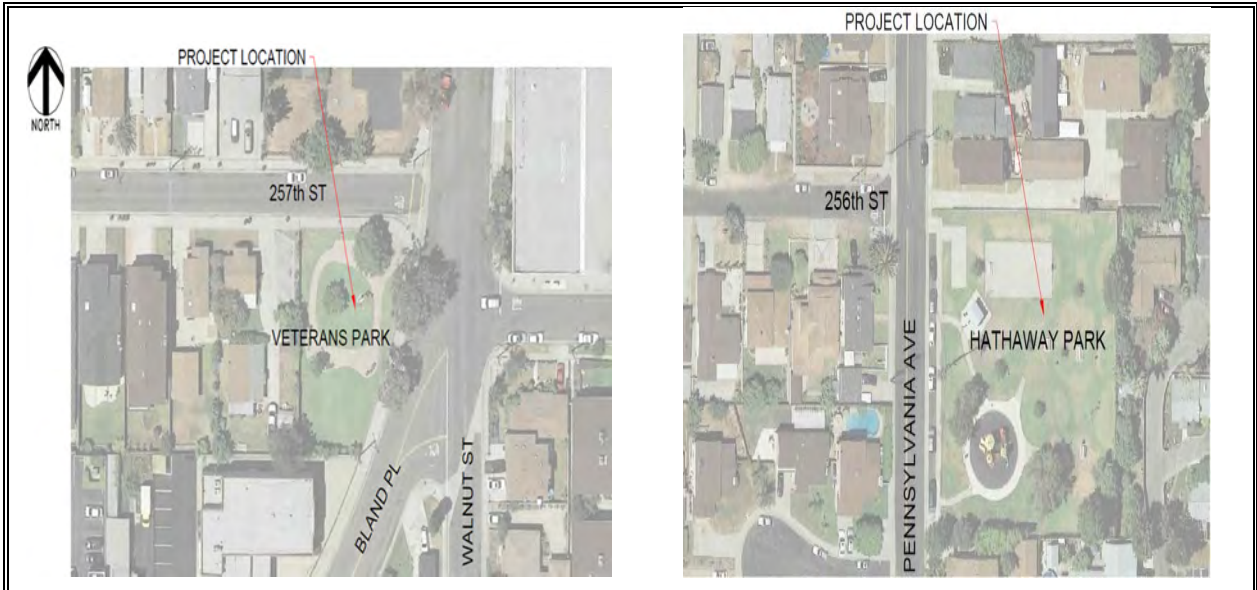 PROJECT LOCATION
NORTH
257th ST
VETERANS PARK
BLAND PL
WALNUT ST
PROJECT LOCATION
256th ST
HATHAWAY PARK
PENNSYLVANIA AVE